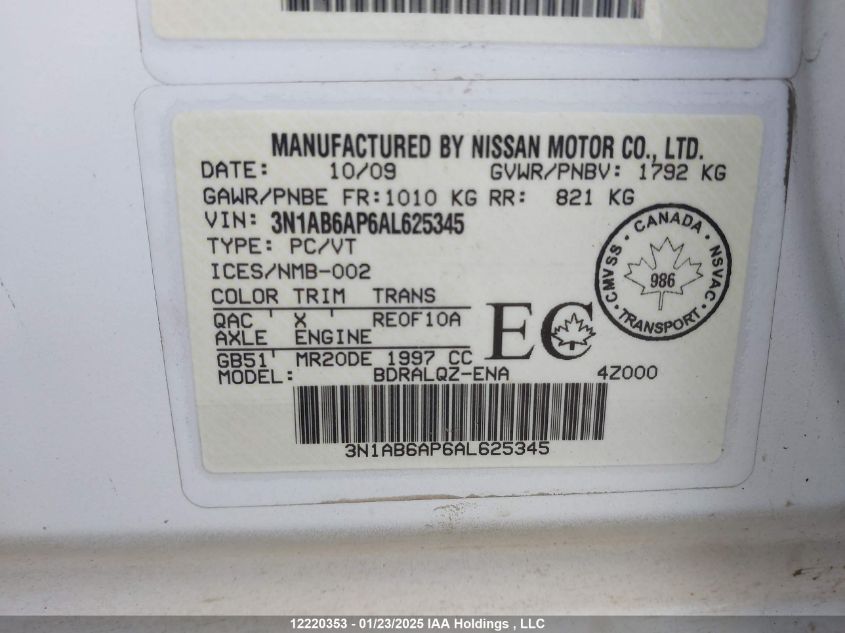 MANUFACTURED BY NISSAN MOTOR CO., LTD.
DATE: 10/09 GVWR/PNBV: 1792 KG
GAWR/PNBE FR:1010 KG RR: 821 KG
VIN: 3N1AB6AP6AL625345
TYPE: PC/VT
ICES/NMB-002
COLOR TRIM TRANS
QAC ' X ' RE0F10A
AXLE ENGINE
GB51' MR20DE 1997 CC
MODEL: BDRALQZ-ENA 4Z000
EC
CANADA
CMVSS
NSVAC
986
TRANSPORT
3N1AB6AP6AL625345
12220353 - 01/23/2025 IAA Holdings , LLC